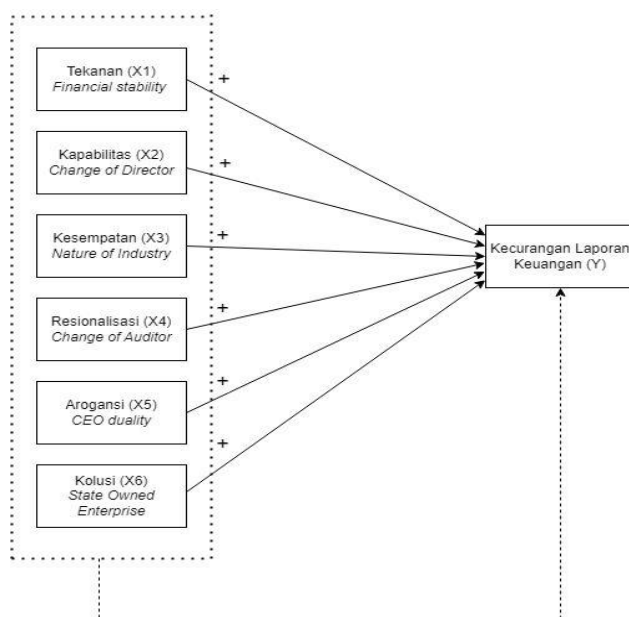 Tekanan (X1)
Financial stability
+
Kapabilitas (X2)
Change of Director
+
Kesempatan (X3)
Nature of Industry
+
Resionalisasi (X4)
Change of Auditor
+
Arogansi (X5)
CEO duality
+
Kolusi (X6)
State Owned
Enterprise
+
Kecurangan Laporan
Keuangan (Y)